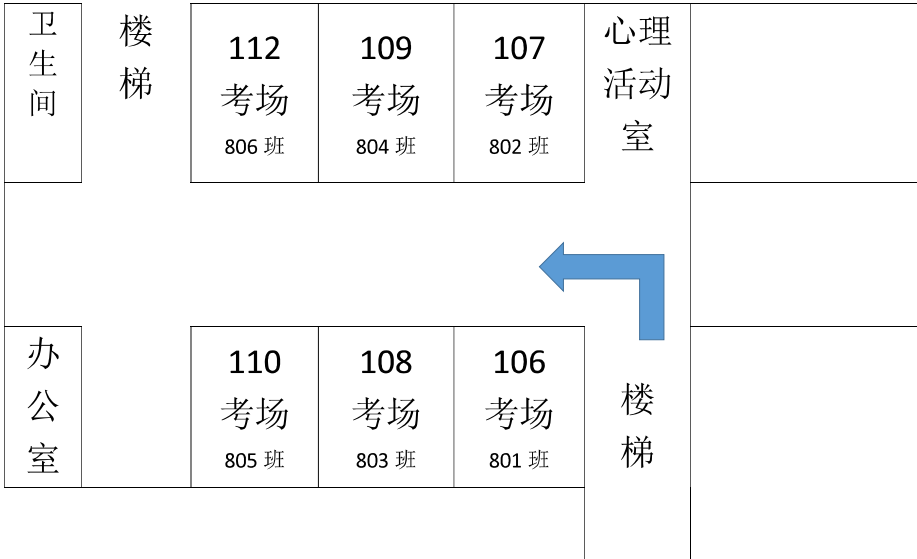 卫生间
楼梯
112
考场
806 班
109
考场
804 班
107
考场
802 班
心理
活动
室
办公室
110
考场
805 班
108
考场
803 班
106
考场
801 班
楼梯